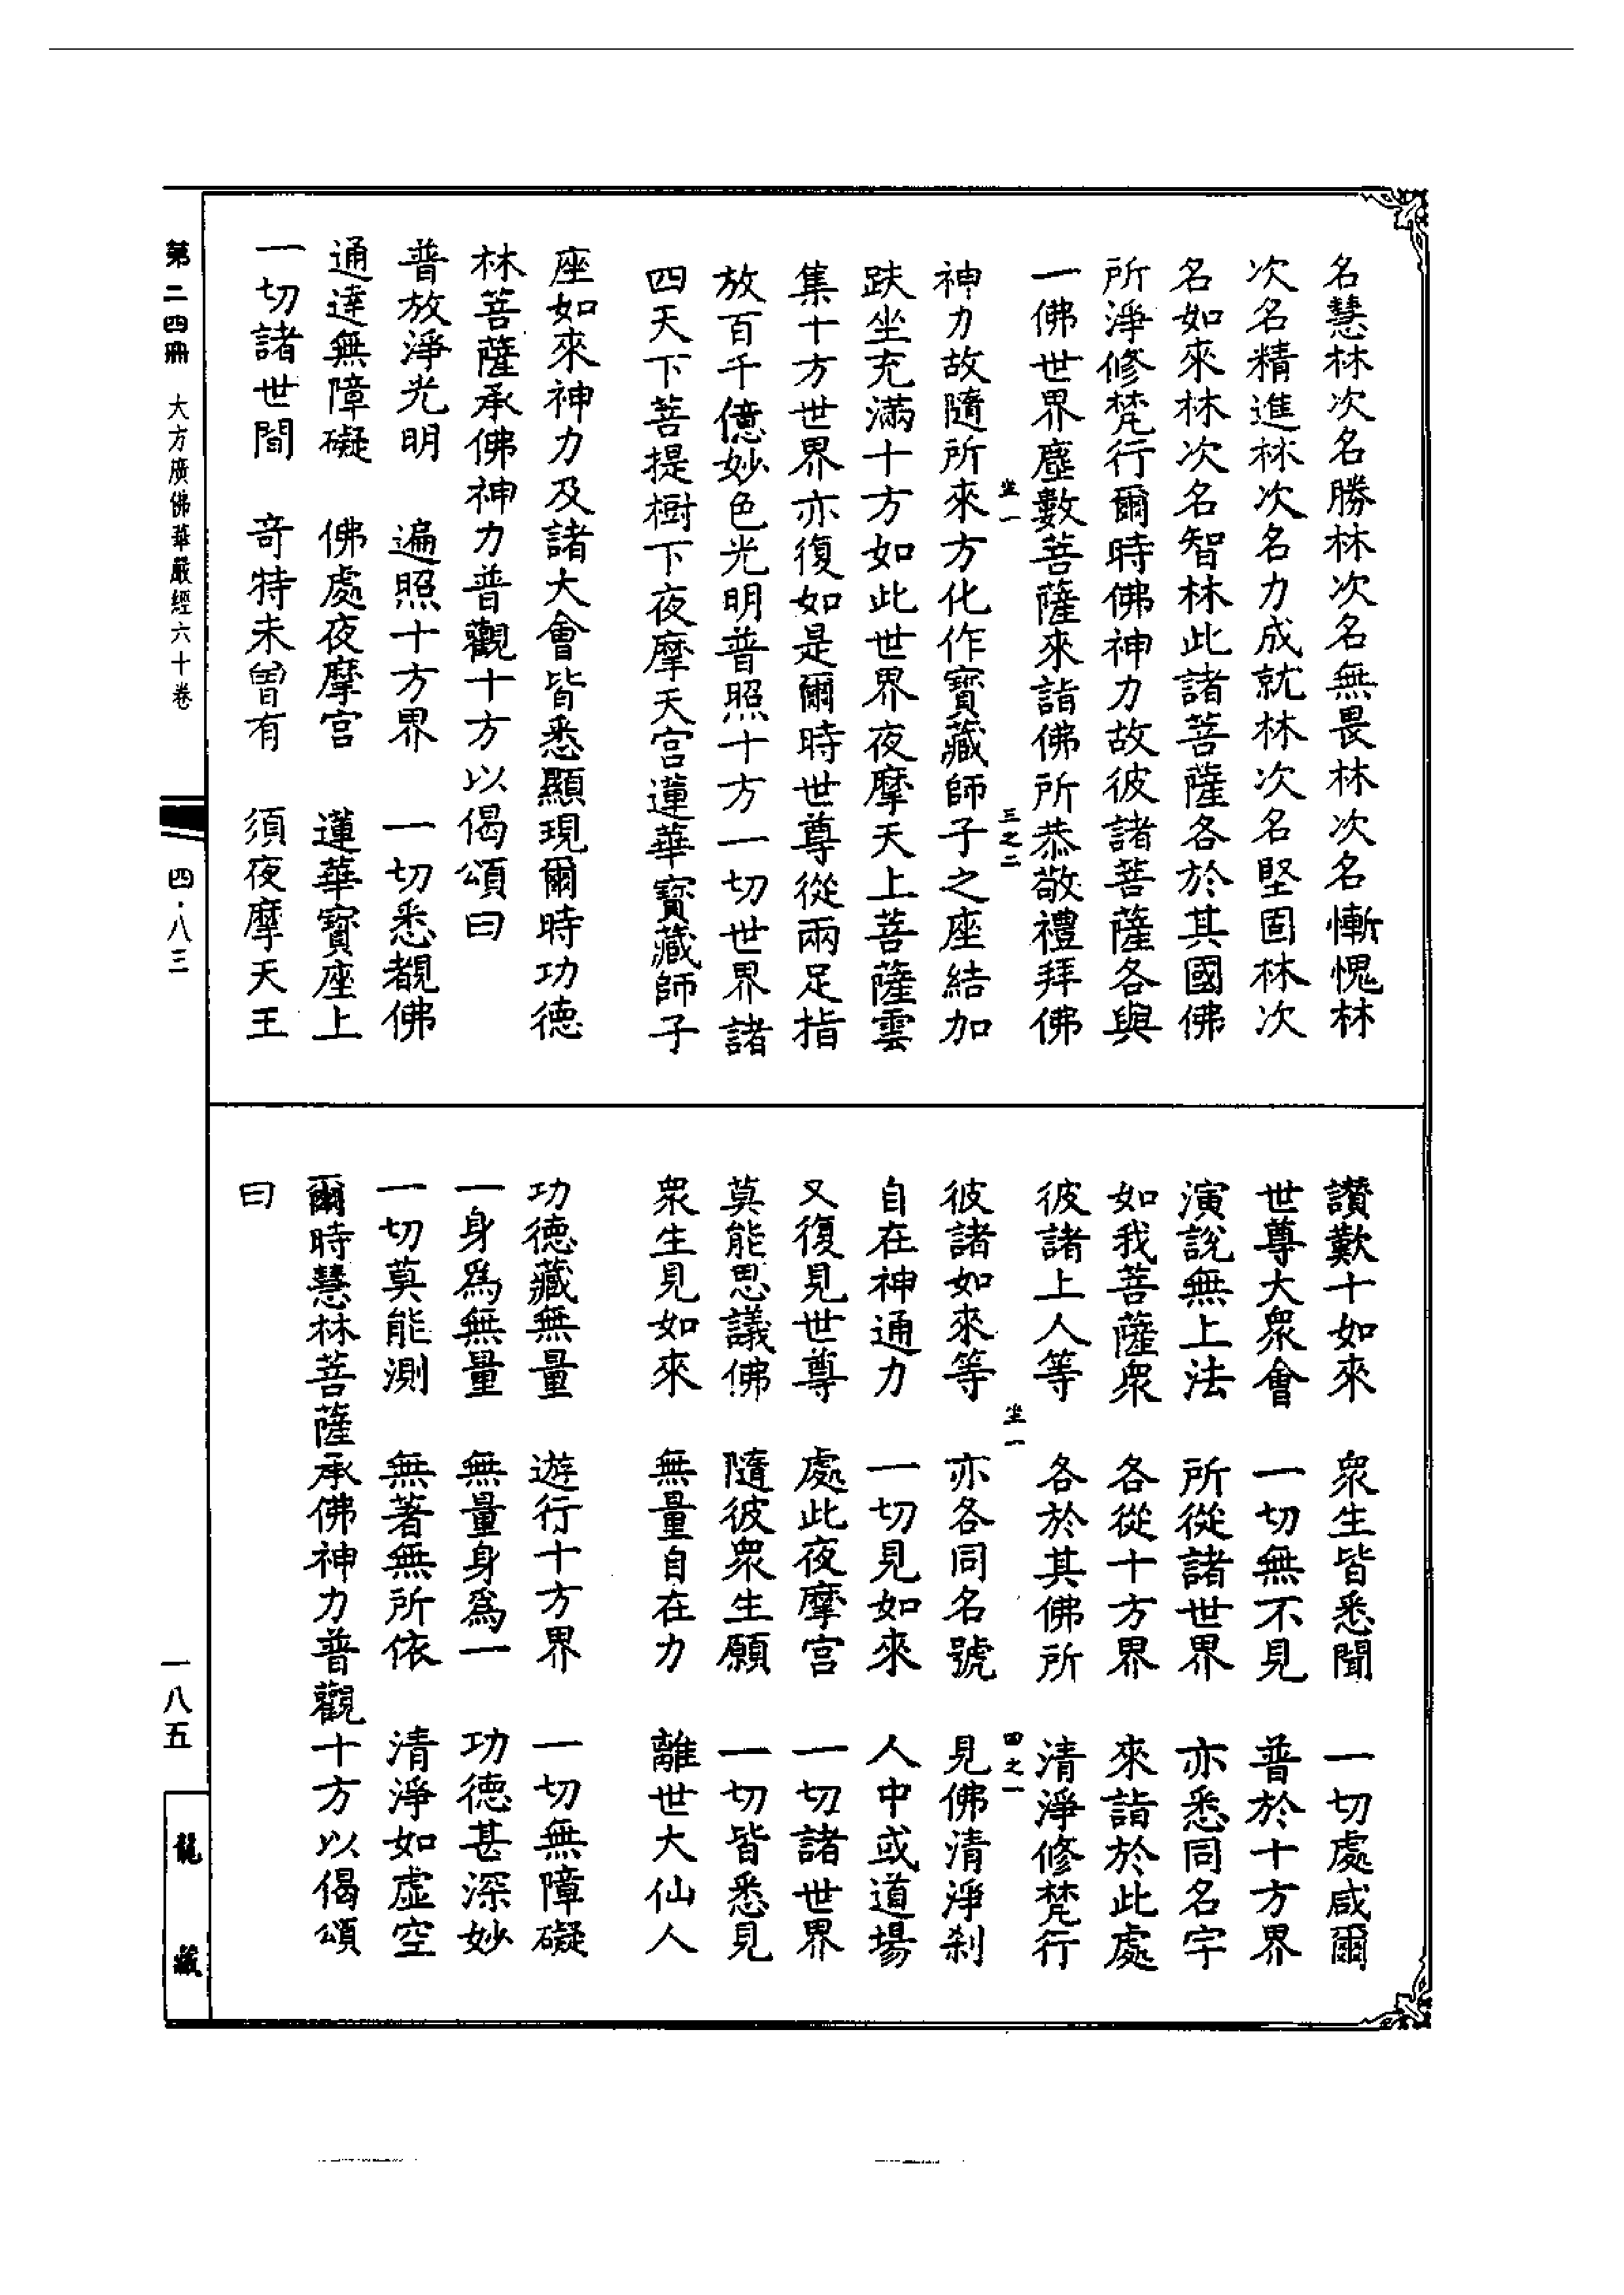 名慧林次名勝林次名無畏林次名慚愧林
次名精進林次名力成就林次名堅固林次
名如來林次名智林此諸菩薩各於其國佛
所淨修梵行爾時佛神力故彼諸菩薩各與
一佛世界塵數菩薩來詣佛所恭敬禮拜佛
坐一 三之二
神力故隨所來方化作寶藏師子之座結加
趺坐充滿十方如此世界夜摩天上菩薩雲
集十方世界亦復如是爾時世尊從兩足指
放百千億妙色光明普照十方一切世界諸
四天下菩提樹下夜摩天宮蓮華寶藏師子
座如來神力及諸大會皆悉顯現爾時功德
林菩薩承佛神力普觀十方以偈頌曰
普放淨光明 遍照十方界 一切悉覩佛
通達無障礙 佛處夜摩宮 蓮華寶座上
一切諸世間 奇特未曾有 須夜摩天王
讚歎十如來 眾生皆悉聞 一切處咸爾
世尊大眾會 一切無不見 普於十方界
演說無上法 所從諸世界 亦悉同名字
如我菩薩眾 各從十方界 來詣於此處
彼諸上人等 各於其佛所 清淨修梵行
坐一 四之一
彼諸如來等 亦各同名號 見佛清淨剎
自在神通力 一切見如來 人中或道場
又復見世尊 處此夜摩宮 一切諸世界
莫能思議佛 隨彼眾生願 一切皆悉見
眾生見如來 無量自在力 離世大仙人
功德藏無量 遊行十方界 一切無障礙
一身為無量 無量身為一 功德甚深妙
一切莫能測 無著無所依 清淨如虛空
爾時慧林菩薩承佛神力普觀十方以偈頌
曰
第二四冊 大方廣佛華嚴經六十卷 四·八三 一八五 龍藏